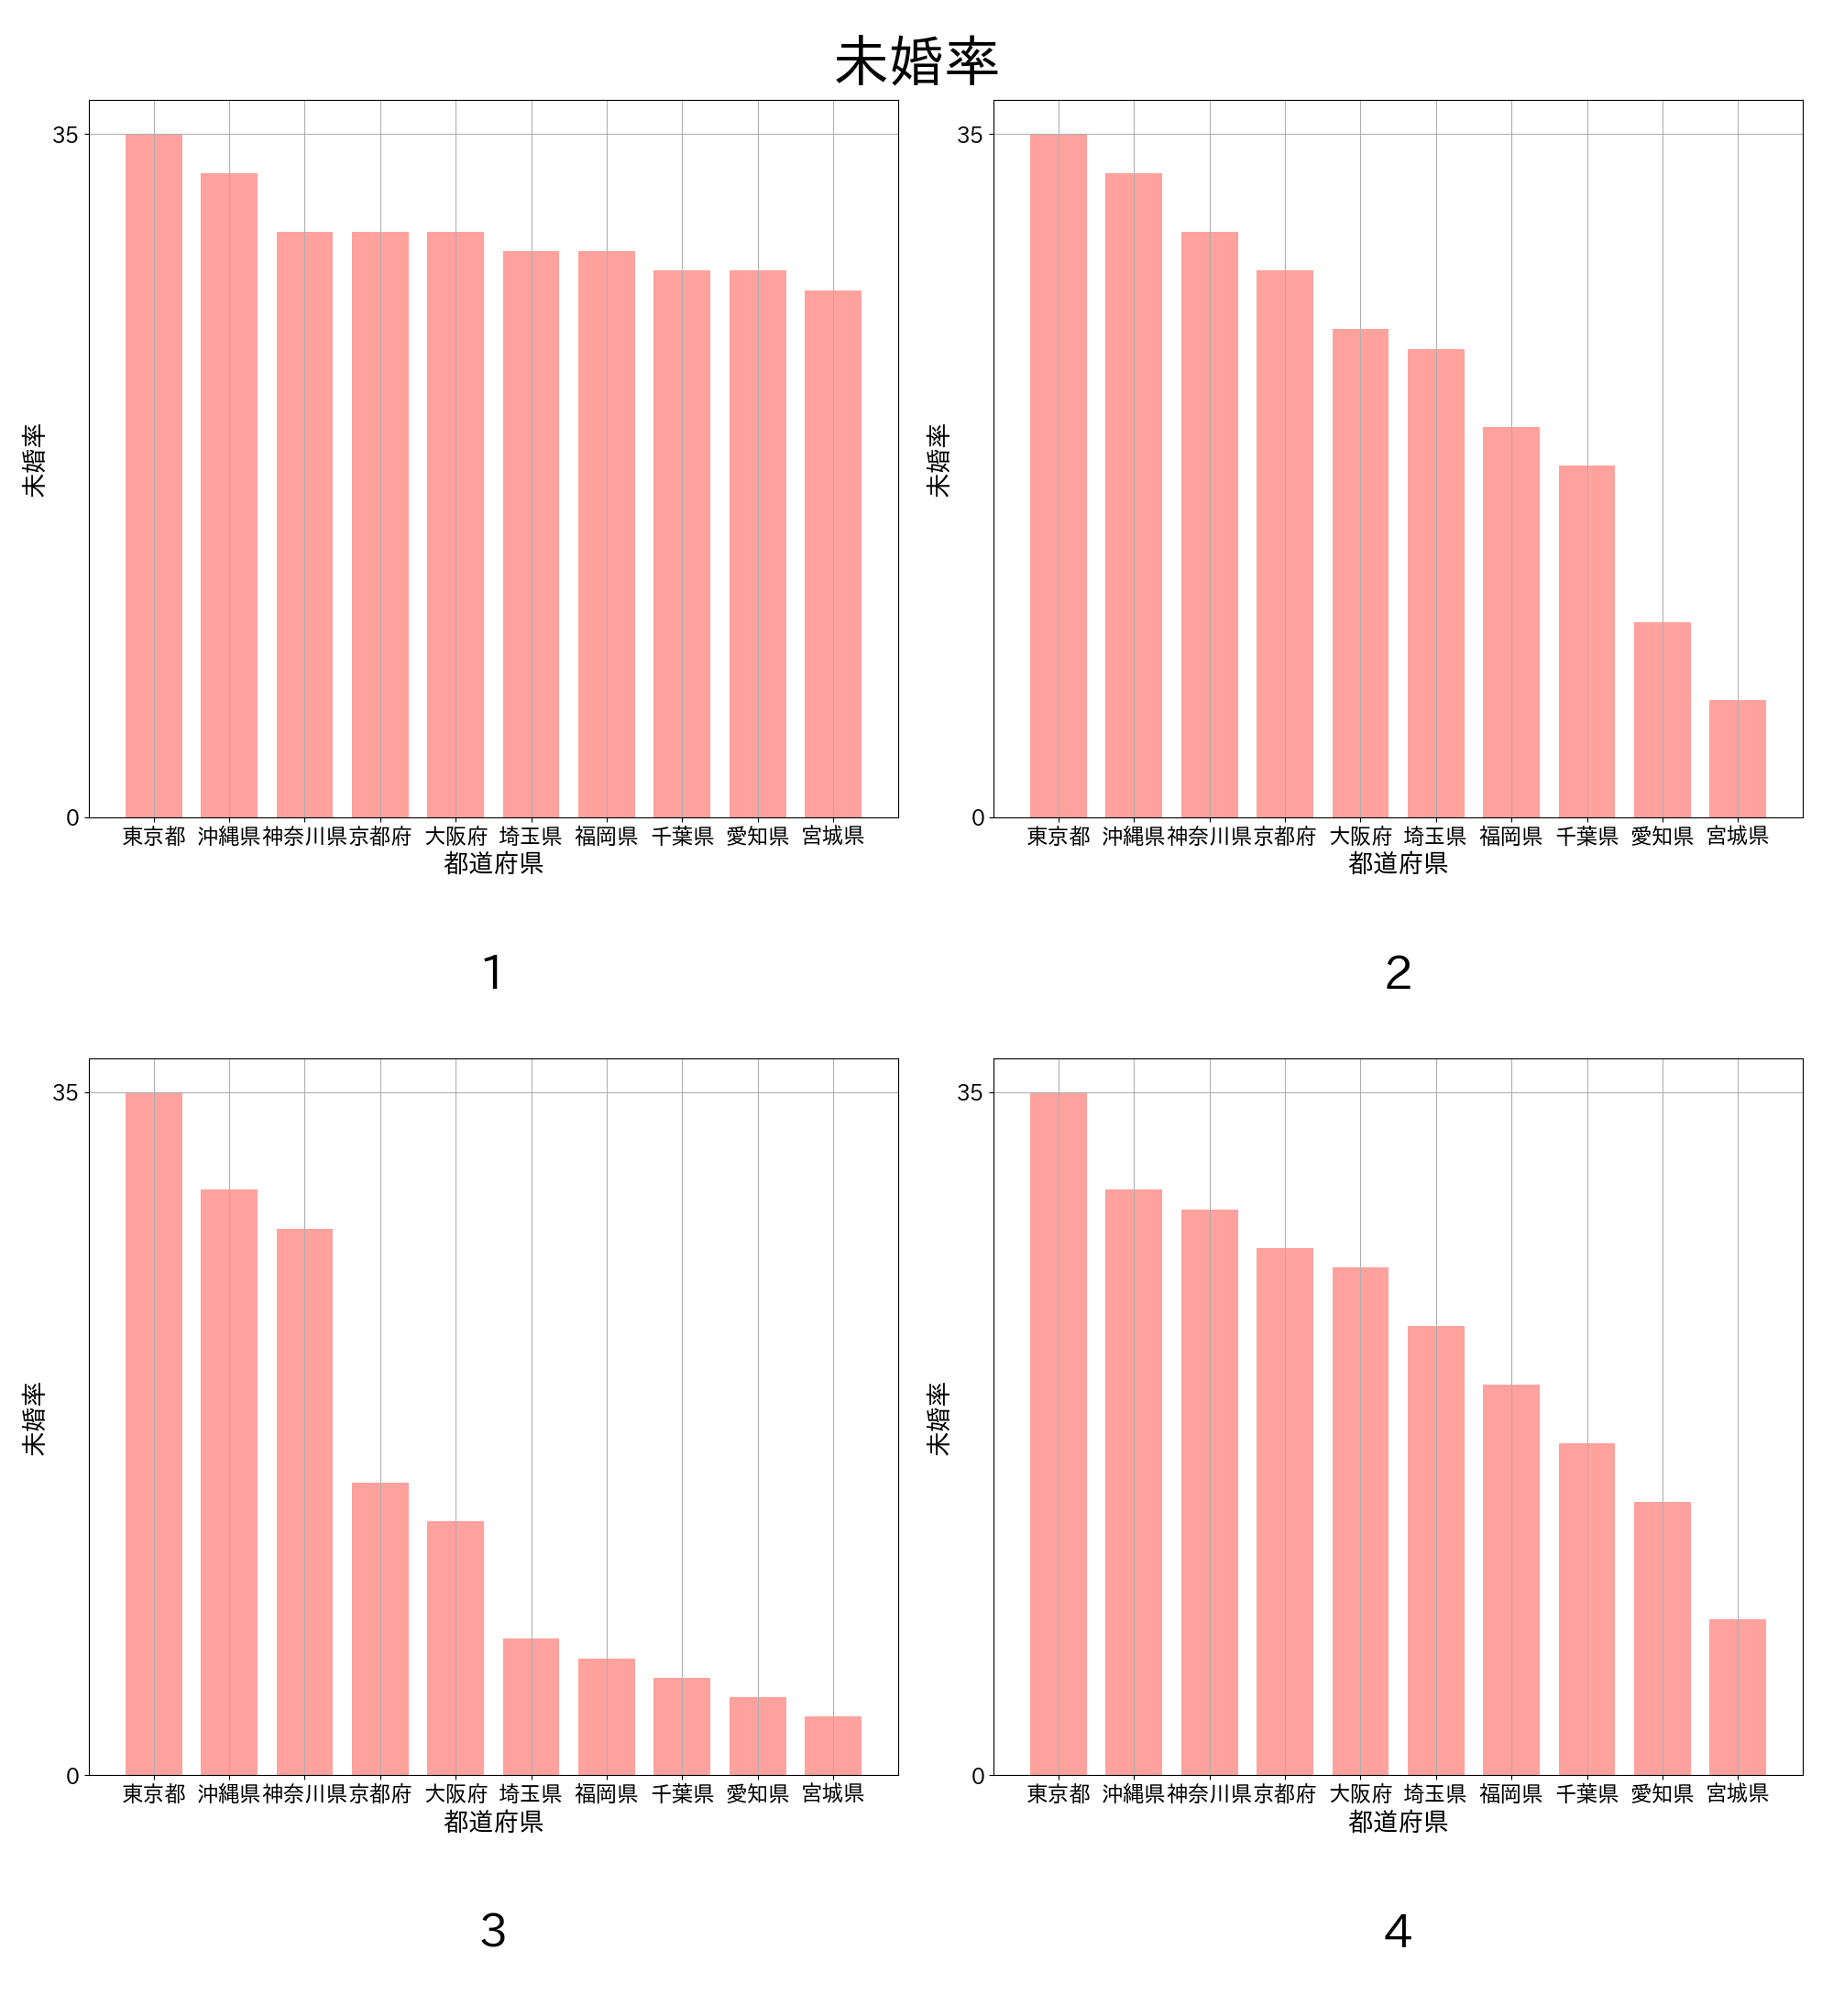 未婚率
35
0
未婚率
東京都 沖縄県 神奈川県 京都府 大阪府 埼玉県 福岡県 千葉県 愛知県 宮城県
都道府県
1
35
0
未婚率
東京都 沖縄県 神奈川県 京都府 大阪府 埼玉県 福岡県 千葉県 愛知県 宮城県
都道府県
2
35
0
未婚率
東京都 沖縄県 神奈川県 京都府 大阪府 埼玉県 福岡県 千葉県 愛知県 宮城県
都道府県
3
35
0
未婚率
東京都 沖縄県 神奈川県 京都府 大阪府 埼玉県 福岡県 千葉県 愛知県 宮城県
都道府県
4